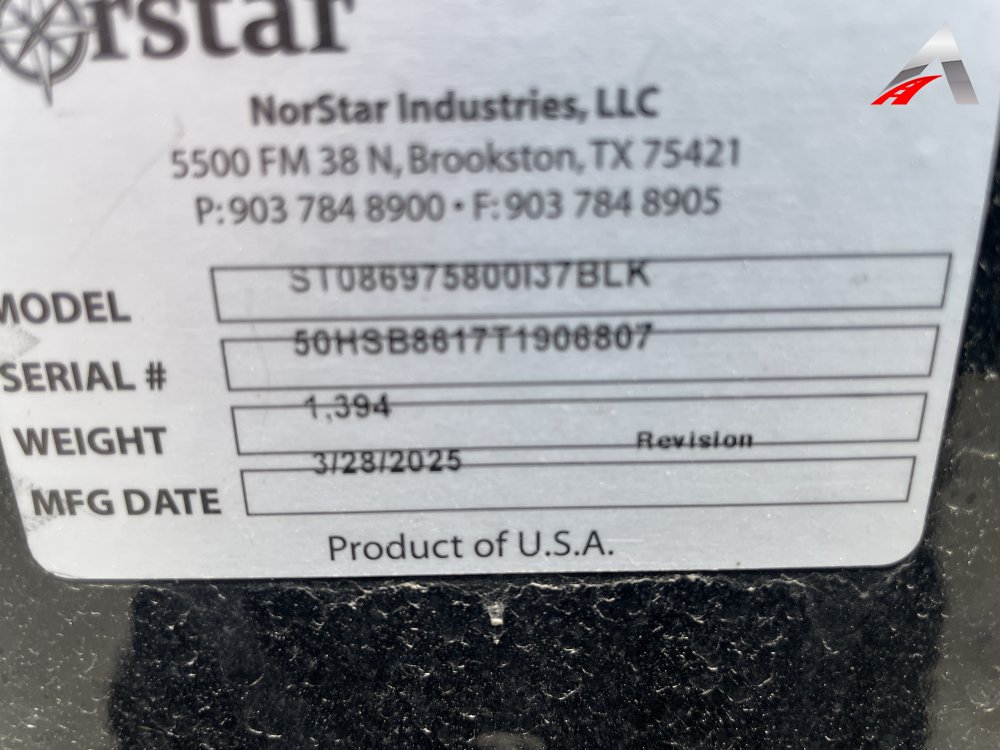 Norstar
NorStar Industries, LLC
5500 FM 38 N, Brookston, TX 75421
P: 903 784 8900 • F: 903 784 8905
MODEL ST086975800I37BLK
SERIAL # 50HSB8617T1906807
WEIGHT 1,394
Revision
MFG DATE 3/28/2025
Product of U.S.A.